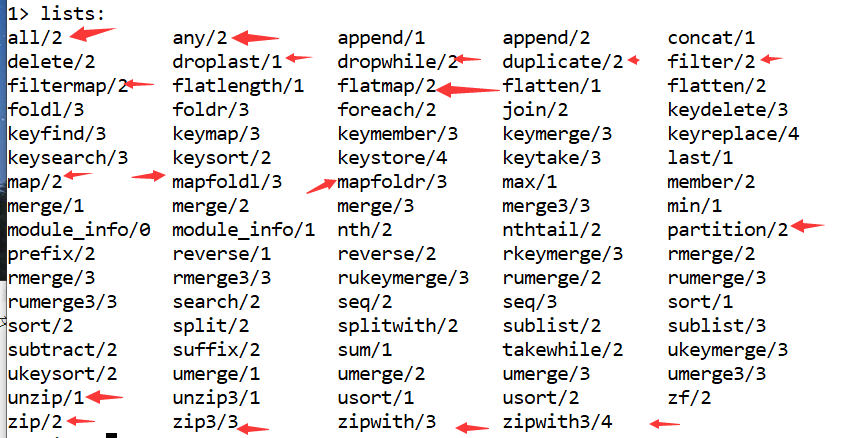 1> lists:
all/2 any/2 append/1 append/2 concat/1
delete/2 droplast/1 dropwhile/2 duplicate/2 filter/2
filtermap/2 flatlength/1 flatmap/2 flatten/1 flatten/2
foldl/3 foldr/3 foreach/2 join/2 keydelete/3
keyfind/3 keymap/3 keymember/3 keymerge/3 keyreplace/4
keysearch/3 keysort/2 keystore/4 keytake/3 last/1
map/2 mapfoldl/3 mapfoldr/3 max/1 member/2
merge/1 merge/2 merge/3 merge3/3 min/1
module_info/0 module_info/1 nth/2 nthtail/2 partition/2
prefix/2 reverse/1 reverse/2 rkeymerge/3 rmerge/2
rmerge/3 rmerge3/3 rukeymerge/3 rumerge/2 rumerge/3
rumerge3/3 search/2 seq/2 seq/3 sort/1
sort/2 split/2 splitwith/2 sublist/2 sublist/3
subtract/2 suffix/2 sum/1 takewhile/2 ukeymerge/3
ukeysort/2 umerge/1 umerge/2 umerge/3 umerge3/3
unzip/1 unzip3/1 usort/1 usort/2 zf/2
zip/2 zip3/3 zipwith/3 zipwith3/4